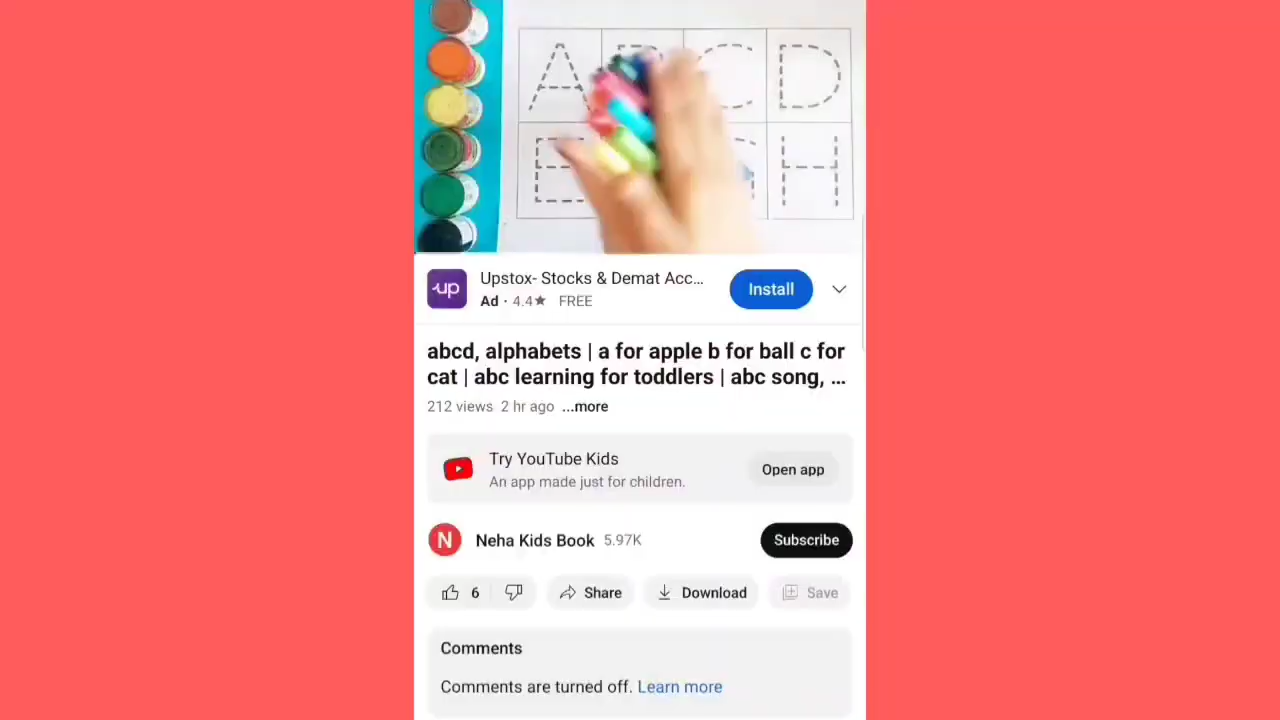 A B C D
E H
up
Upstox- Stocks & Demat Acc...
Install
Ad · 4.4★ FREE
abcd, alphabets | a for apple b for ball c for
cat | abc learning for toddlers | abc song, ...
212 views 2 hr ago ...more
Try YouTube Kids
An app made just for children.
Open app
N
Neha Kids Book 5.97K
Subscribe
6
Share
Download
Save
Comments
Comments are turned off. Learn more